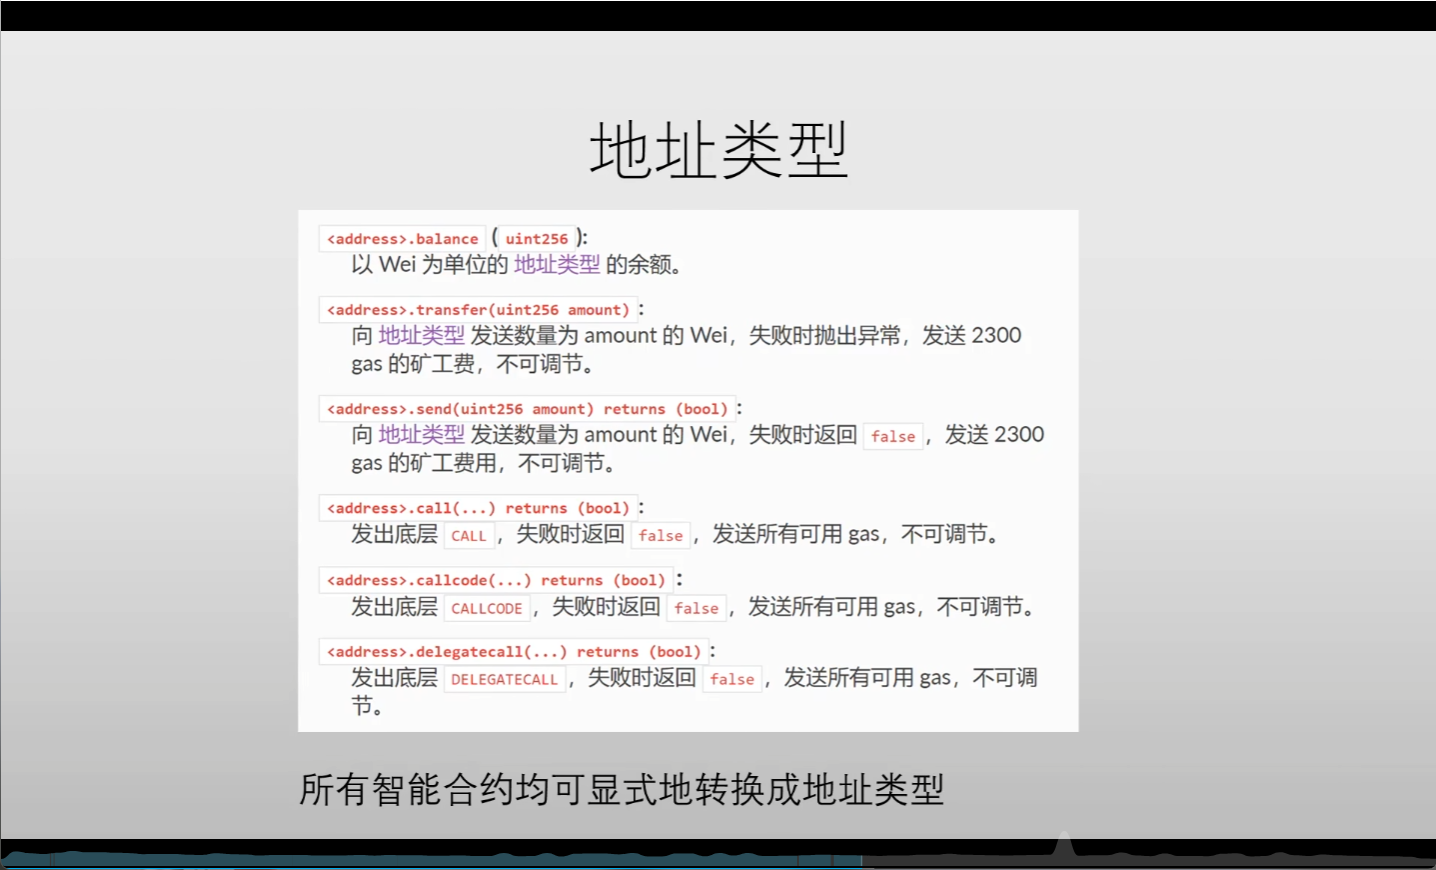 地址类型
<address>.balance ( uint256 ):
以 Wei 为单位的 地址类型 的余额。
<address>.transfer(uint256 amount) :
向 地址类型 发送数量为 amount 的 Wei，失败时抛出异常，发送 2300
gas 的矿工费，不可调节。
<address>.send(uint256 amount) returns (bool) :
向 地址类型 发送数量为 amount 的 Wei，失败时返回 false ，发送 2300
gas 的矿工费用，不可调节。
<address>.call(...) returns (bool) :
发出底层 CALL ，失败时返回 false ，发送所有可用 gas，不可调节。
<address>.callcode(...) returns (bool) :
发出底层 CALLCODE ，失败时返回 false ，发送所有可用 gas，不可调节。
<address>.delegatecall(...) returns (bool) :
发出底层 DELEGATECALL ，失败时返回 false ，发送所有可用 gas，不可调
节。
所有智能合约均可显式地转换成地址类型